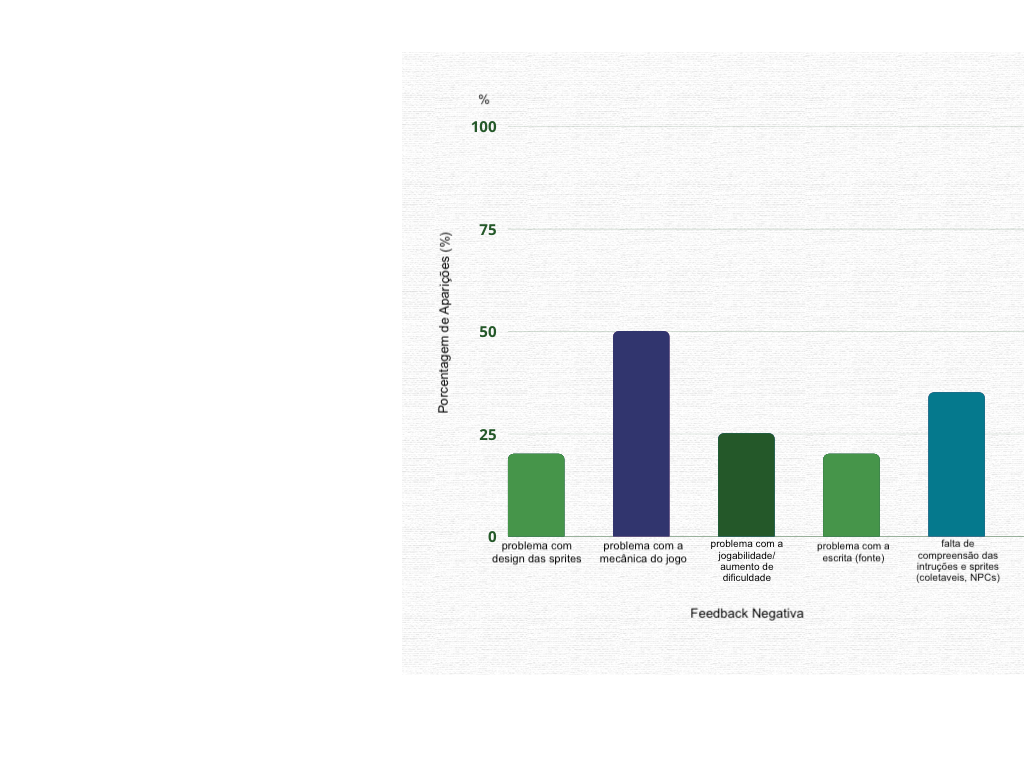 %
100
75
50
25
0
Porcentagem de Aparições (%)
problema com
design das sprites
problema com a
mecânica do jogo
problema com a
jogabilidade/
aumento de
dificuldade
problema com a
escrita (fonte)
falta de
compreensão das
intruções e sprites
(coletaveis, NPCs)
Feedback Negativa